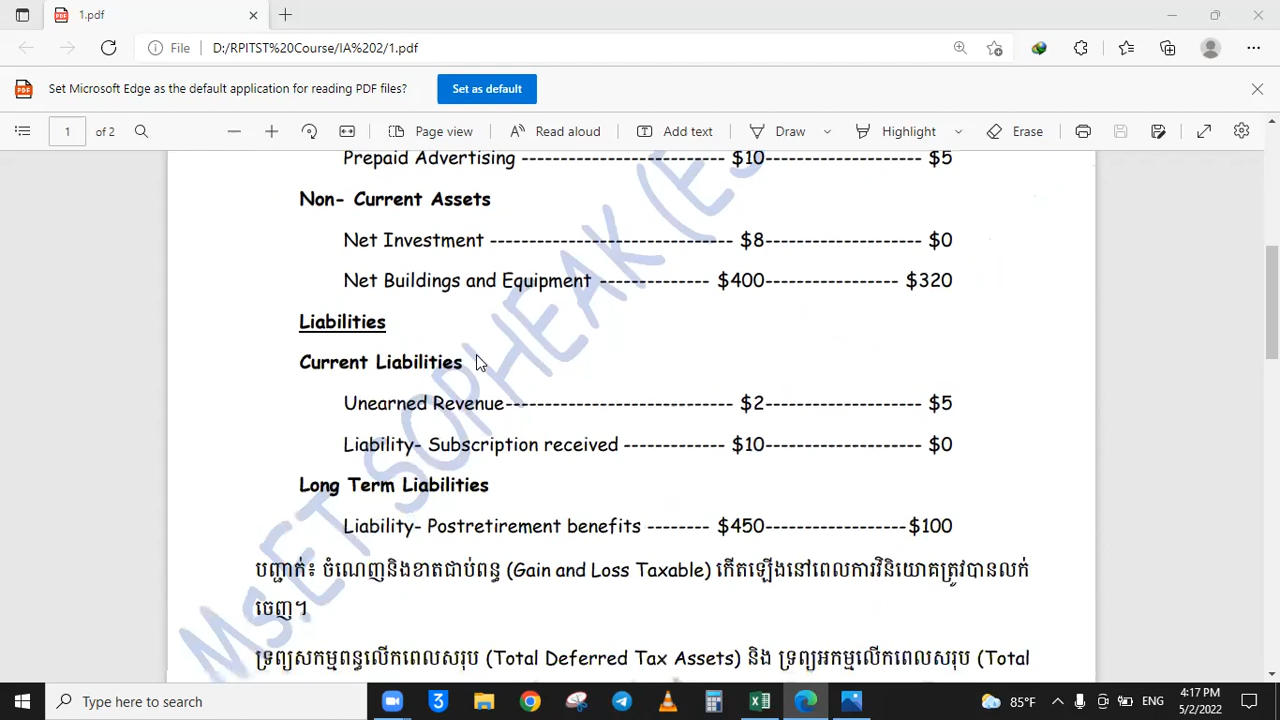 1.pdf
File D:/RPITST%20Course/IA%202/1.pdf
Set Microsoft Edge as the default application for reading PDF files? Set as default
1 of 2 Page view Read aloud Add text Draw Highlight Erase
Prepaid Advertising -------------------------- $10-------------------- $5
Non- Current Assets
Net Investment ------------------------------- $8-------------------- $0
Net Buildings and Equipment -------------- $400----------------- $320
Liabilities
Current Liabilities
Unearned Revenue----------------------------- $2-------------------- $5
Liability- Subscription received ------------- $10-------------------- $0
Long Term Liabilities
Liability- Postretirement benefits -------- $450------------------$100
បញ្ជាក់៖ ចំណេញនិងខាតជាប់ពន្ធ (Gain and Loss Taxable) កើតឡើងនៅពេលការវិនិយោគត្រូវបានលក់
ចេញ។
ទ្រព្យសកម្មពន្ធលើកពេលសរុប (Total Deferred Tax Assets) និង ទ្រព្យអកម្មលើកពេលសរុប (Total
Ms.ET SOPHEAK (ES
Type here to search
85°F ENG 4:17 PM
5/2/2022